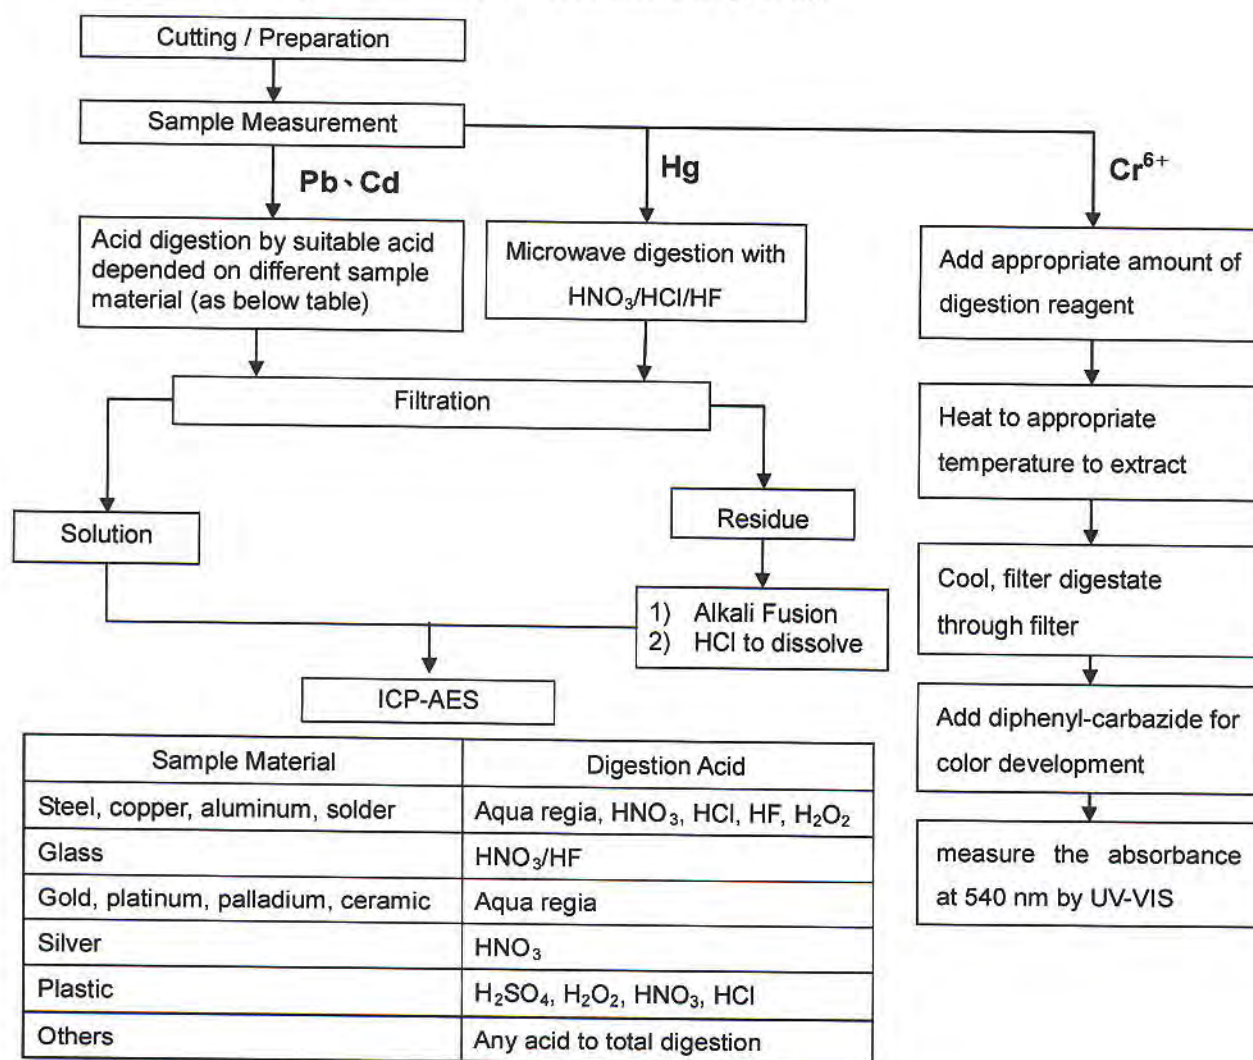 Cutting / Preparation
Sample Measurement
Pb、Cd
Hg
Cr⁶⁺
Acid digestion by suitable acid
depended on different sample
material (as below table)
Microwave digestion with
HNO₃/HCl/HF
Add appropriate amount of
digestion reagent
Filtration
Heat to appropriate
temperature to extract
Solution
Residue
Cool, filter digestate
through filter
1) Alkali Fusion
2) HCl to dissolve
ICP-AES
Add diphenyl-carbazide for
color development
measure the absorbance
at 540 nm by UV-VIS
Sample Material Digestion Acid
Steel, copper, aluminum, solder Aqua regia, HNO₃, HCl, HF, H₂O₂
Glass HNO₃/HF
Gold, platinum, palladium, ceramic Aqua regia
Silver HNO₃
Plastic H₂SO₄, H₂O₂, HNO₃, HCl
Others Any acid to total digestion